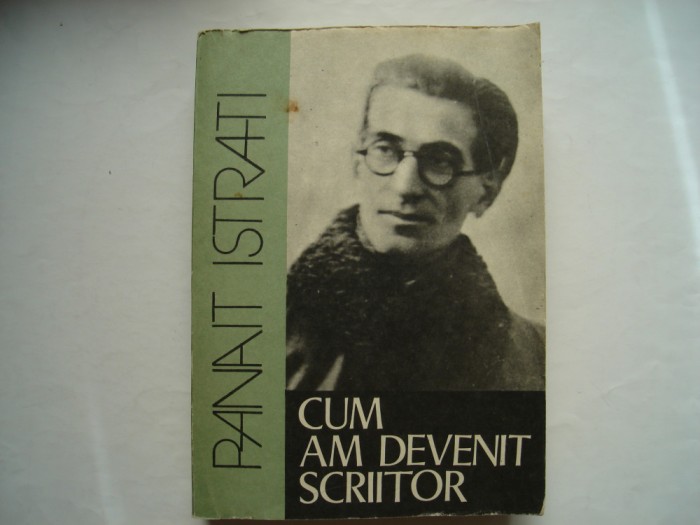 PANAIT ISTRATI
CUM
AM DEVENIT
SCRIITOR